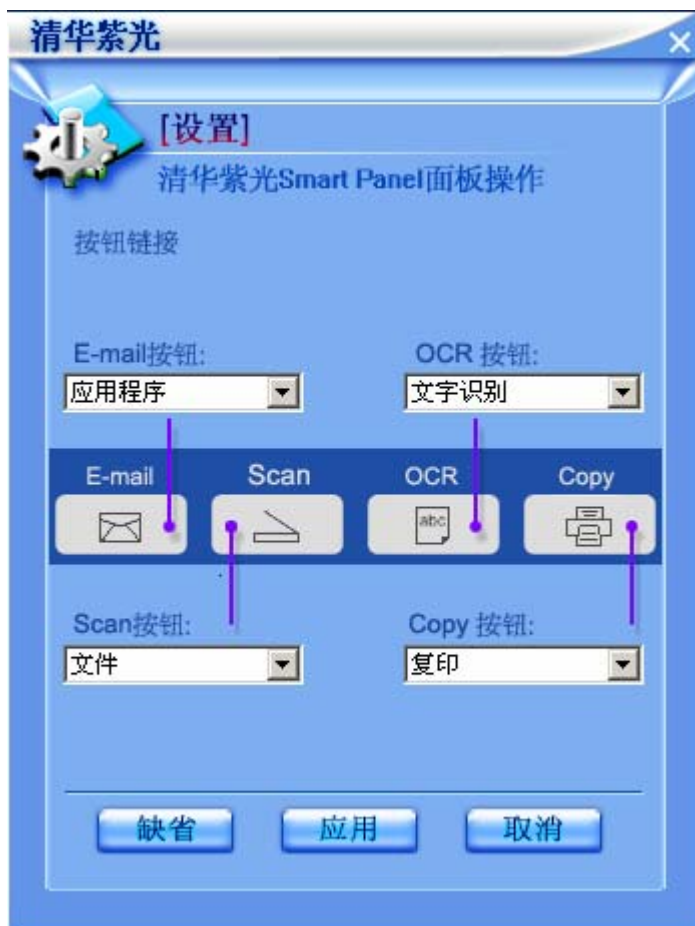 清华紫光
[设置]
清华紫光Smart Panel面板操作
按钮链接
E-mail按钮: OCR 按钮:
应用程序 文字识别
E-mail Scan OCR Copy
abc
Scan按钮: Copy 按钮:
文件 复印
缺省 应用 取消